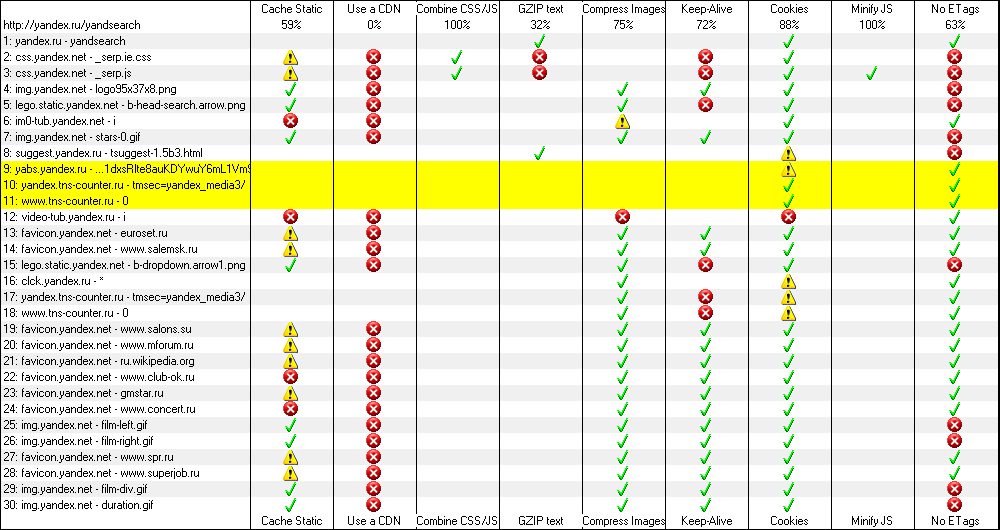 Cache Static Use a CDN Combine CSS/JS GZIP text Compress Images Keep-Alive Cookies Minify JS No ETags
http://yandex.ru/yandsearch 59% 0% 100% 32% 75% 72% 88% 100% 63%
1: yandex.ru - yandsearch
2: css.yandex.net - _serp.ie.css
3: css.yandex.net - _serp.js
4: img.yandex.net - logo95x37x8.png
5: lego.static.yandex.net - b-head-search.arrow.png
6: im0-tub.yandex.net - i
7: img.yandex.net - stars-0.gif
8: suggest.yandex.ru - tsuggest-1.5b3.html
9: yabs.yandex.ru - ...1dxsRIte8auKDYwuY6mL1Vm
10: yandex.tns-counter.ru - tmsec=yandex_media3/
11: www.tns-counter.ru - 0
12: video-tub.yandex.ru - i
13: favicon.yandex.net - euroset.ru
14: favicon.yandex.net - www.salemsk.ru
15: lego.static.yandex.net - b-dropdown.arrow1.png
16: clck.yandex.ru - *
17: yandex.tns-counter.ru - tmsec=yandex_media3/
18: www.tns-counter.ru - 0
19: favicon.yandex.net - www.salons.su
20: favicon.yandex.net - www.mforum.ru
21: favicon.yandex.net - ru.wikipedia.org
22: favicon.yandex.net - www.club-ok.ru
23: favicon.yandex.net - gmstar.ru
24: favicon.yandex.net - www.concert.ru
25: img.yandex.net - film-left.gif
26: img.yandex.net - film-right.gif
27: favicon.yandex.net - www.spr.ru
28: favicon.yandex.net - www.superjob.ru
29: img.yandex.net - film-div.gif
30: img.yandex.net - duration.gif
Cache Static Use a CDN Combine CSS/JS GZIP text Compress Images Keep-Alive Cookies Minify JS No ETags